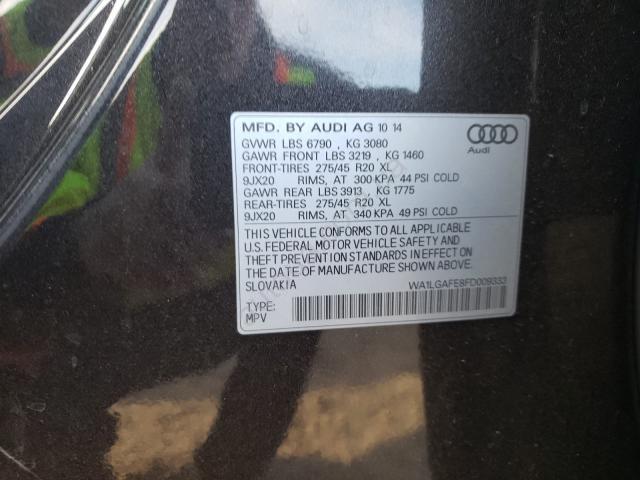 MFD. BY AUDI AG 10 14
GVWR LBS 6790 , KG 3080
GAWR FRONT LBS 3219 , KG 1460
FRONT-TIRES 275/45 R20 XL
9JX20 RIMS, AT 300 KPA 44 PSI COLD
GAWR REAR LBS 3913 , KG 1775
REAR-TIRES 275/45 R20 XL
9JX20 RIMS, AT 340 KPA 49 PSI COLD
Audi
THIS VEHICLE CONFORMS TO ALL APPLICABLE
U.S. FEDERAL MOTOR VEHICLE SAFETY AND
THEFT PREVENTION STANDARDS IN EFFECT ON
THE DATE OF MANUFACTURE SHOWN ABOVE.
SLOVAKIA WA1LGAFE8FD009333
TYPE:
MPV